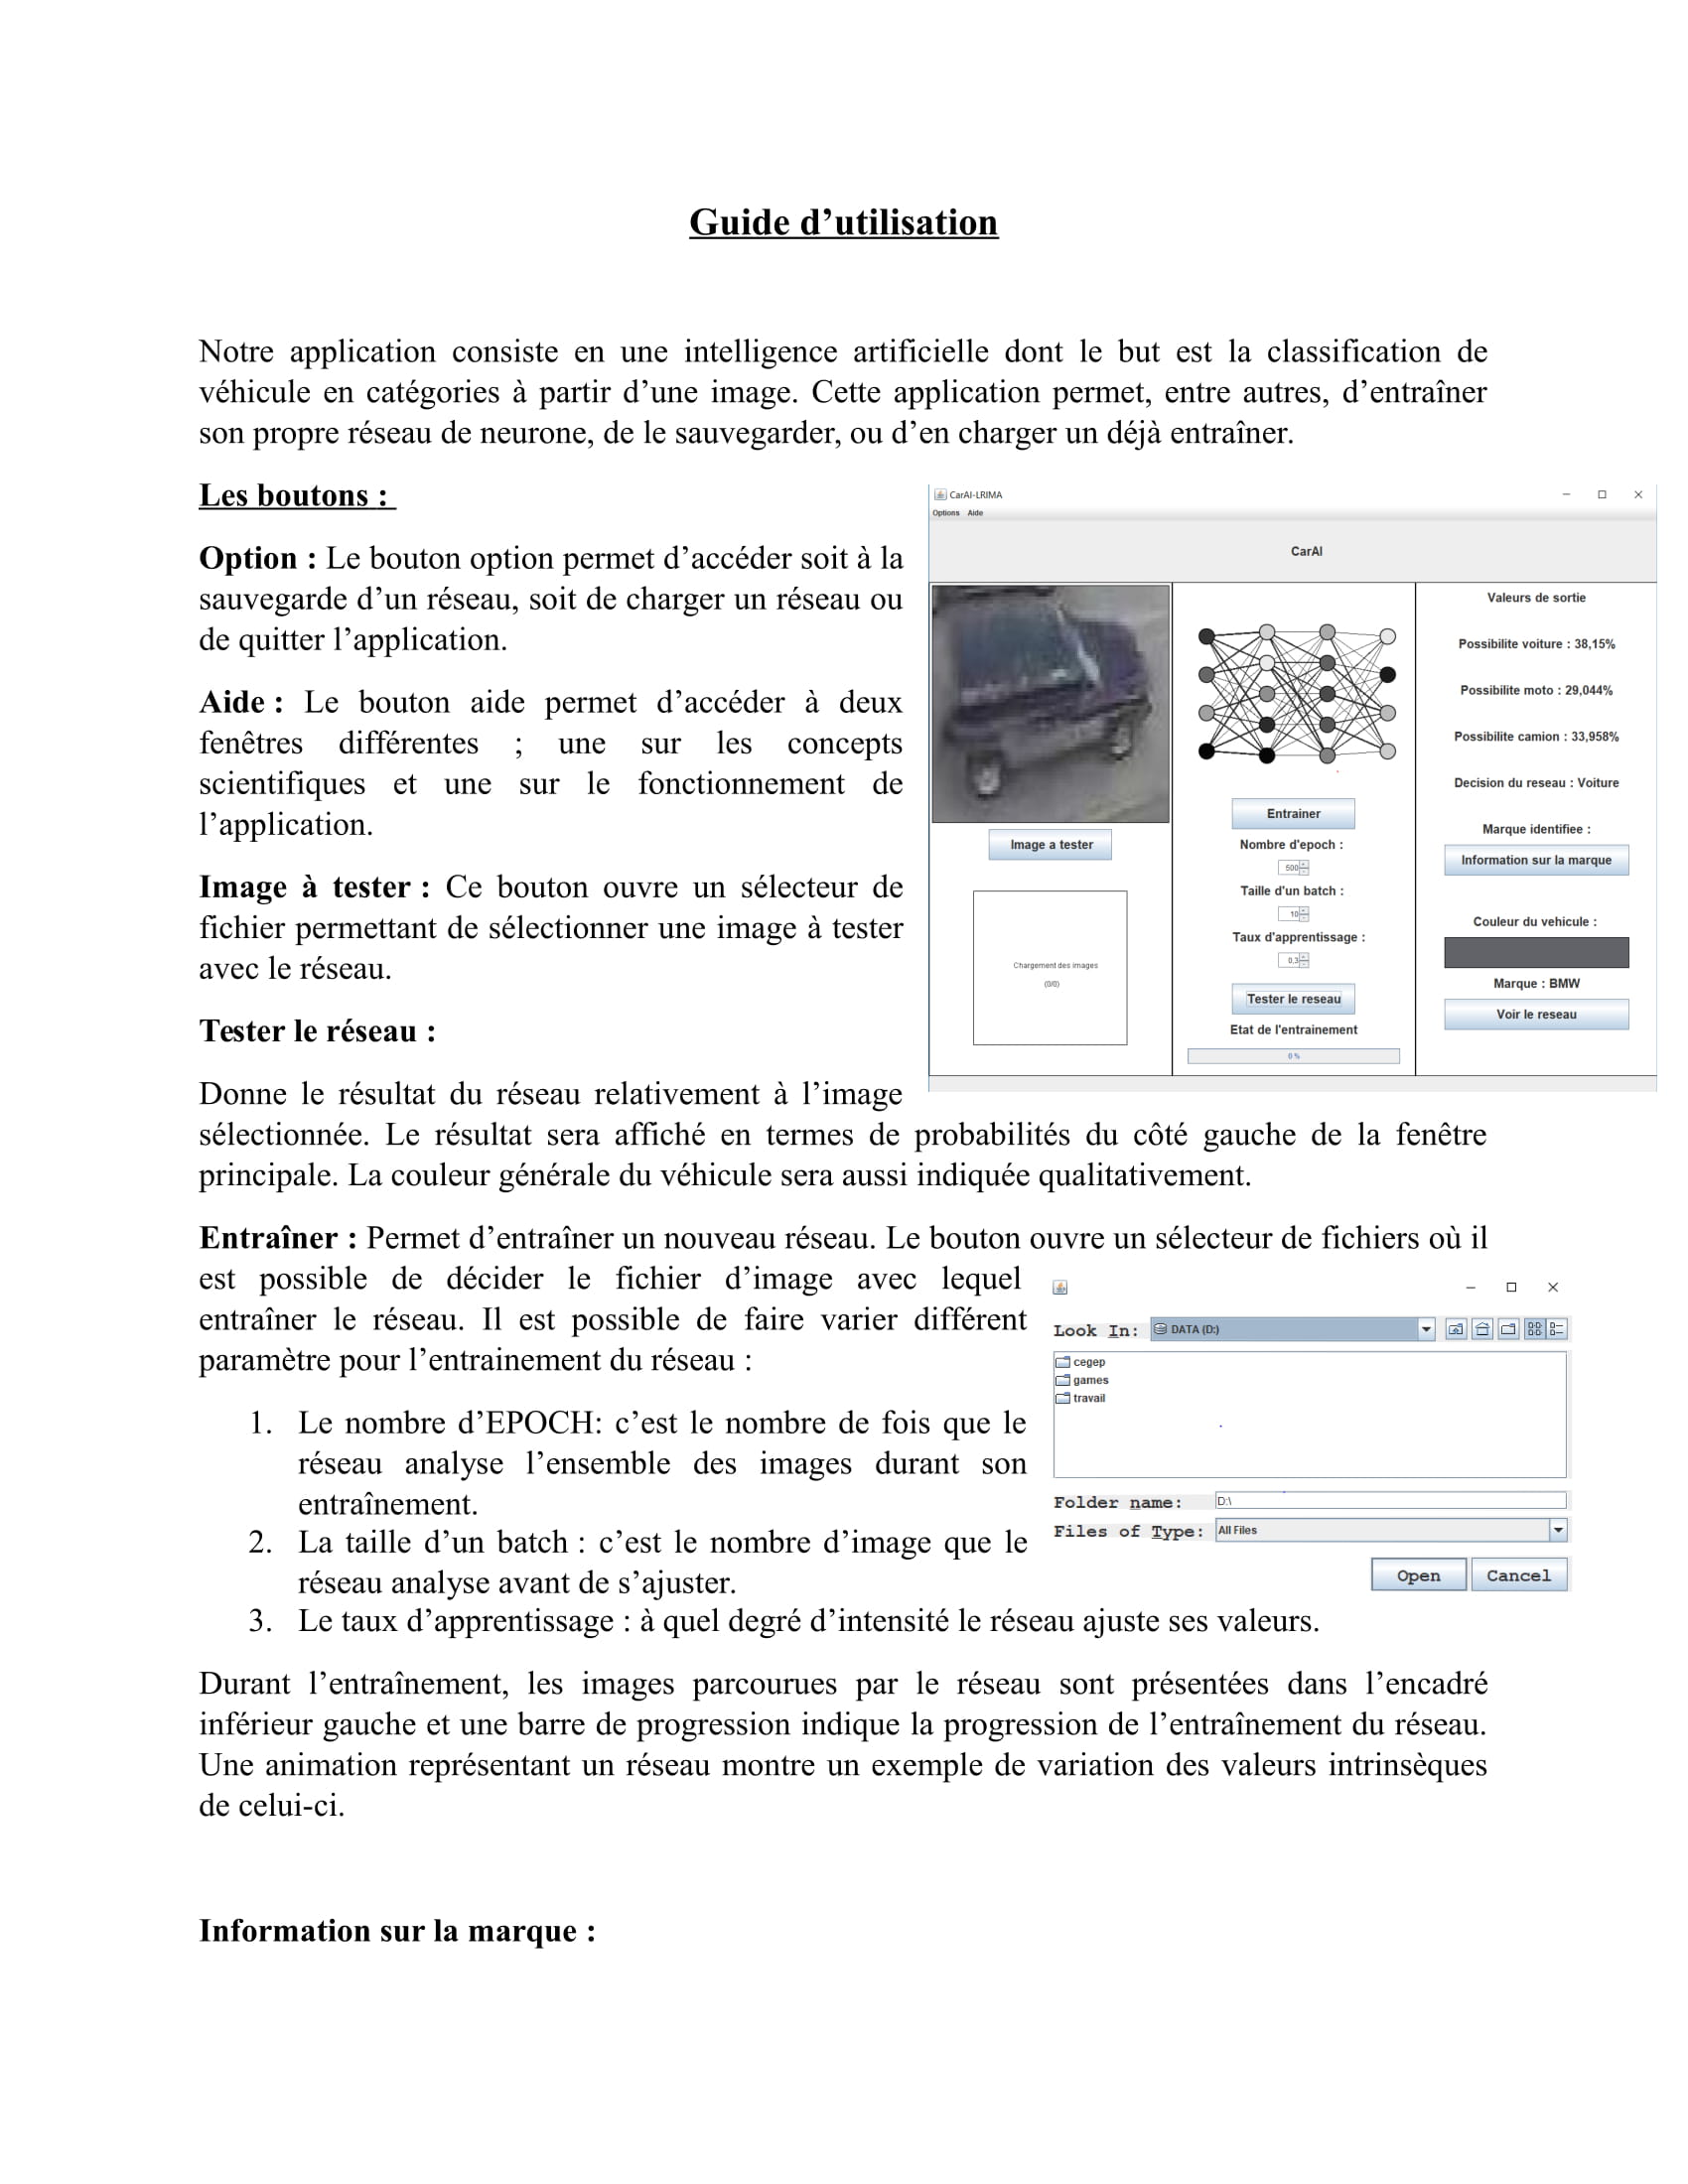 Guide d’utilisation
Notre application consiste en une intelligence artificielle dont le but est la classification de
véhicule en catégories à partir d’une image. Cette application permet, entre autres, d’entraîner
son propre réseau de neurone, de le sauvegarder, ou d’en charger un déjà entraîner.
Les boutons :
Option : Le bouton option permet d’accéder soit à la
sauvegarde d’un réseau, soit de charger un réseau ou
de quitter l’application.
Aide : Le bouton aide permet d’accéder à deux
fenêtres différentes ; une sur les concepts
scientifiques et une sur le fonctionnement de
l’application.
Image à tester : Ce bouton ouvre un sélecteur de
fichier permettant de sélectionner une image à tester
avec le réseau.
Tester le réseau :
CarAI-LRIMA
Options Aide
CarAI
Image a tester
Chargement des images
(0/0)
Entrainer
Nombre d'epoch :
500
Taille d'un batch :
10
Taux d'apprentissage :
0,3
Tester le reseau
Etat de l'entrainement
0 %
Valeurs de sortie
Possibilite voiture : 38,15%
Possibilite moto : 29,044%
Possibilite camion : 33,958%
Decision du reseau : Voiture
Marque identifiee :
Information sur la marque
Couleur du vehicule :
Marque : BMW
Voir le reseau
Donne le résultat du réseau relativement à l’image
sélectionnée. Le résultat sera affiché en termes de probabilités du côté gauche de la fenêtre
principale. La couleur générale du véhicule sera aussi indiquée qualitativement.
Entraîner : Permet d’entraîner un nouveau réseau. Le bouton ouvre un sélecteur de fichiers où il
est possible de décider le fichier d’image avec lequel
entraîner le réseau. Il est possible de faire varier différent
paramètre pour l’entrainement du réseau :
1. Le nombre d’EPOCH: c’est le nombre de fois que le
réseau analyse l’ensemble des images durant son
entraînement.
2. La taille d’un batch : c’est le nombre d’image que le
réseau analyse avant de s’ajuster.
3. Le taux d’apprentissage : à quel degré d’intensité le réseau ajuste ses valeurs.
Look In: DATA (D:)
cegep
games
travail
Folder name: D:\
Files of Type: All Files
Open Cancel
Durant l’entraînement, les images parcourues par le réseau sont présentées dans l’encadré
inférieur gauche et une barre de progression indique la progression de l’entraînement du réseau.
Une animation représentant un réseau montre un exemple de variation des valeurs intrinsèques
de celui-ci.
Information sur la marque :